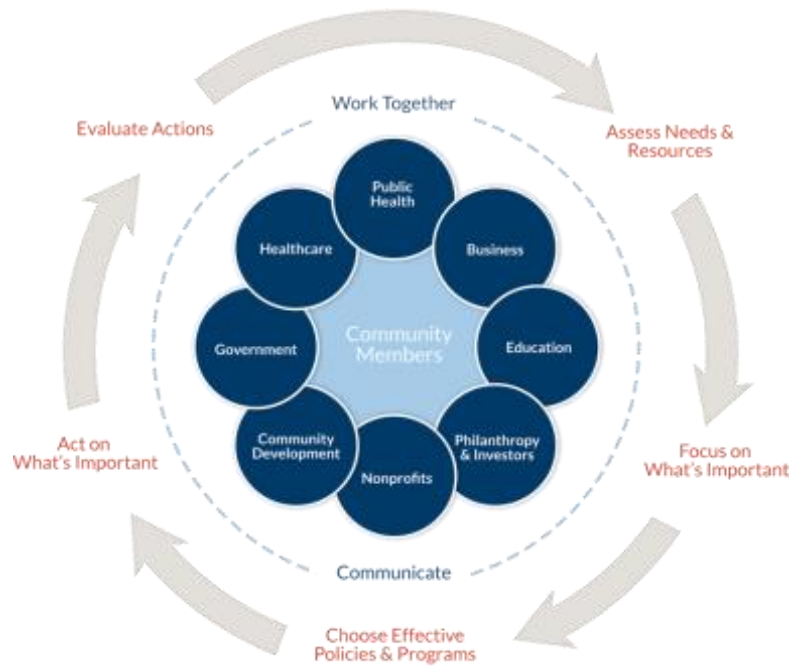 Work Together
Evaluate Actions
Assess Needs &
Resources
Public
Health
Healthcare
Business
Community
Members
Government
Education
Community
Development
Philanthropy
& Investors
Nonprofits
Act on
What's Important
Focus on
What's Important
Communicate
Choose Effective
Policies & Programs